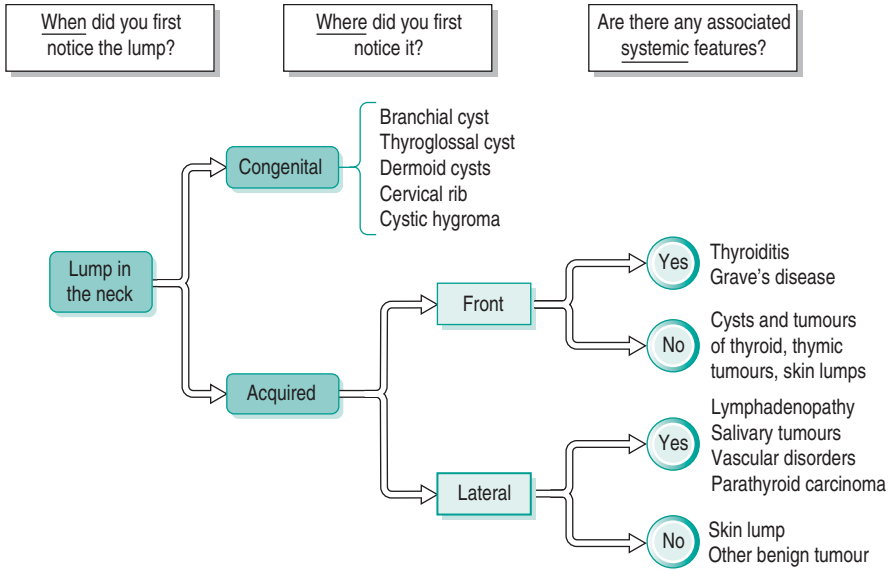 When did you first
notice the lump?
Where did you first
notice it?
Are there any associated
systemic features?
Lump in
the neck
Congenital
Branchial cyst
Thyroglossal cyst
Dermoid cysts
Cervical rib
Cystic hygroma
Acquired
Front
Yes
Thyroiditis
Grave's disease
No
Cysts and tumours
of thyroid, thymic
tumours, skin lumps
Lateral
Yes
Lymphadenopathy
Salivary tumours
Vascular disorders
Parathyroid carcinoma
No
Skin lump
Other benign tumour